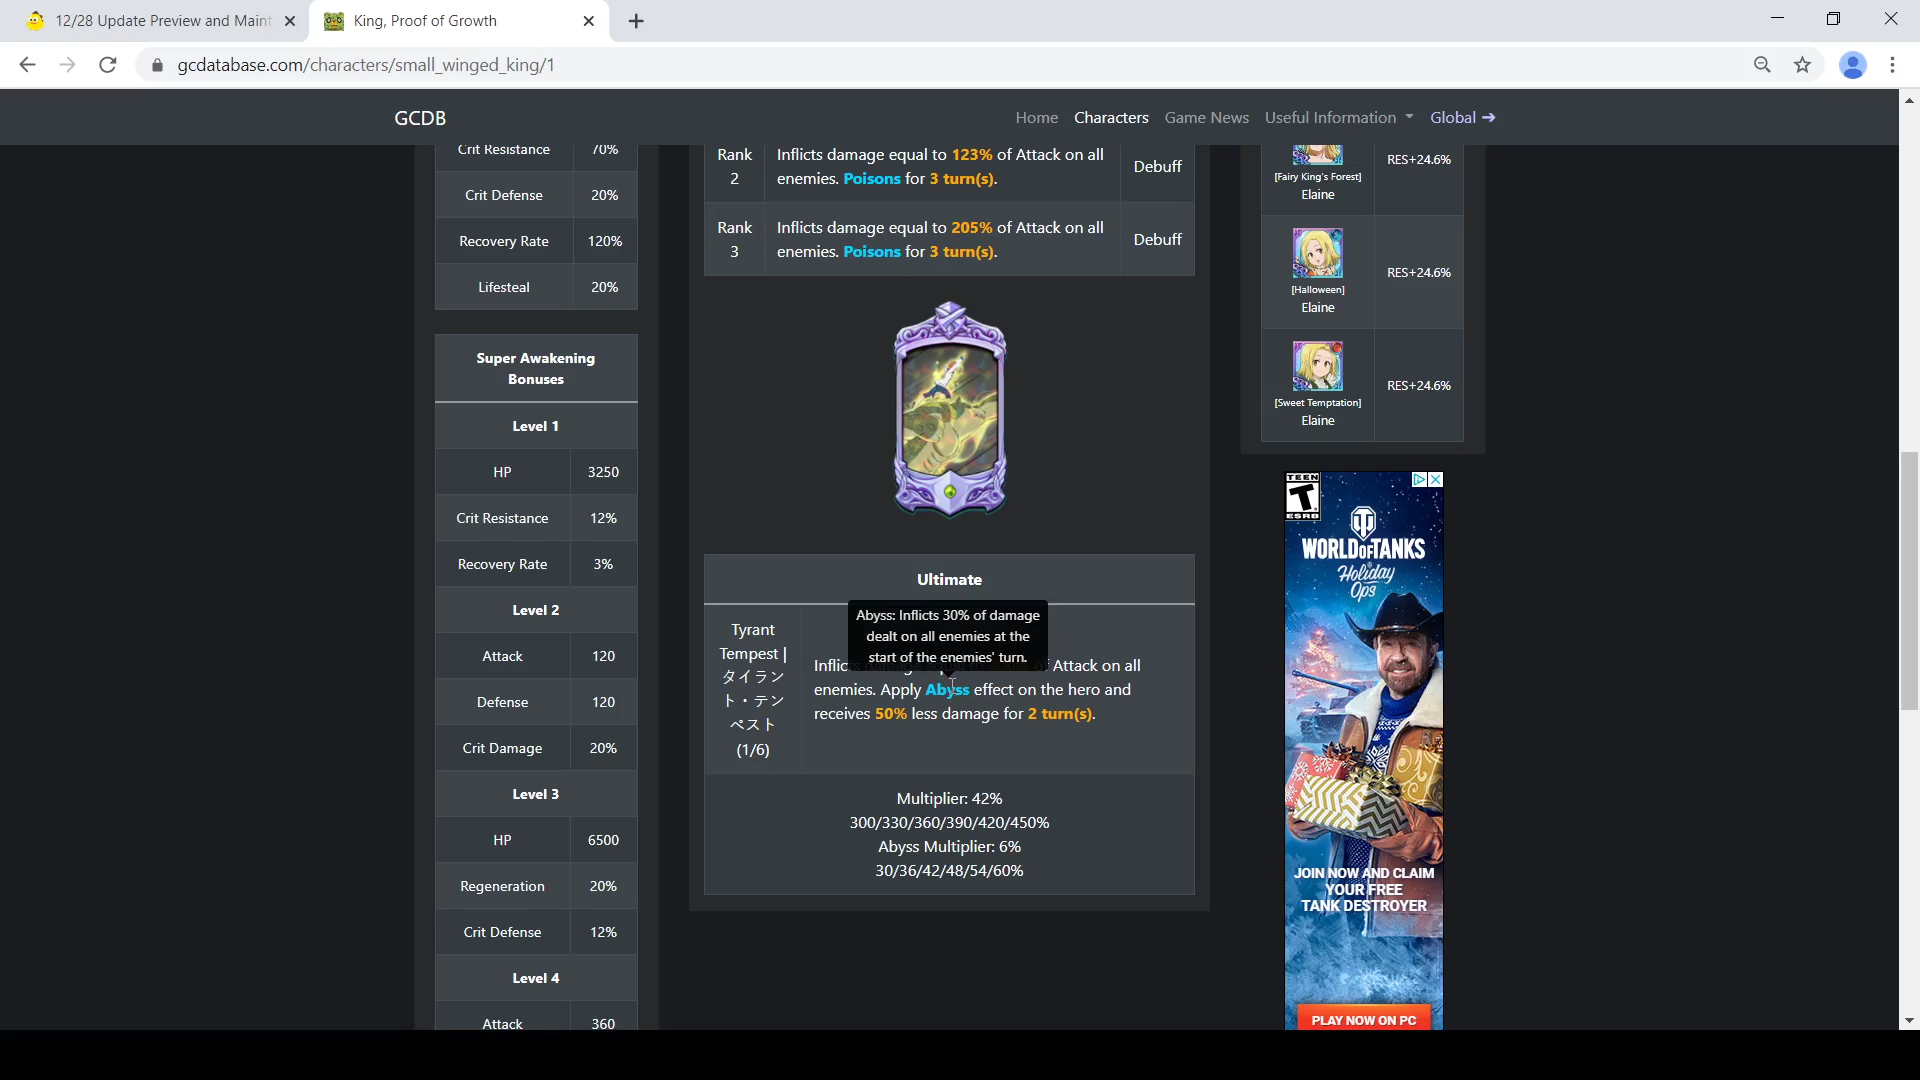 12/28 Update Preview and Maint
King, Proof of Growth
gcdatabase.com/characters/small_winged_king/1
GCDB
Home
Characters
Game News
Useful Information
Global
Crit Resistance 70%
Crit Defense 20%
Recovery Rate 120%
Lifesteal 20%
Super Awakening
Bonuses
Level 1
HP 3250
Crit Resistance 12%
Recovery Rate 3%
Level 2
Attack 120
Defense 120
Crit Damage 20%
Level 3
HP 6500
Regeneration 20%
Crit Defense 12%
Level 4
Attack 360
Rank
2
Inflicts damage equal to 123% of Attack on all
enemies. Poisons for 3 turn(s).
Debuff
Rank
3
Inflicts damage equal to 205% of Attack on all
enemies. Poisons for 3 turn(s).
Debuff
Ultimate
Abyss: Inflicts 30% of damage
dealt on all enemies at the
start of the enemies' turn.
Tyrant
Tempest |
タイラン
ト・テン
ペスト
(1/6)
Attack on all
enemies. Apply Abyss effect on the hero and
receives 50% less damage for 2 turn(s).
Multiplier: 42%
300/330/360/390/420/450%
Abyss Multiplier: 6%
30/36/42/48/54/60%
[Fairy King's Forest]
Elaine
RES+24.6%
[Halloween]
Elaine
RES+24.6%
[Sweet Temptation]
Elaine
RES+24.6%
TEEN
T
ESRB
WORLD OF TANKS
Holiday
Ops
JOIN NOW AND CLAIM
YOUR FREE
TANK DESTROYER
PLAY NOW ON PC